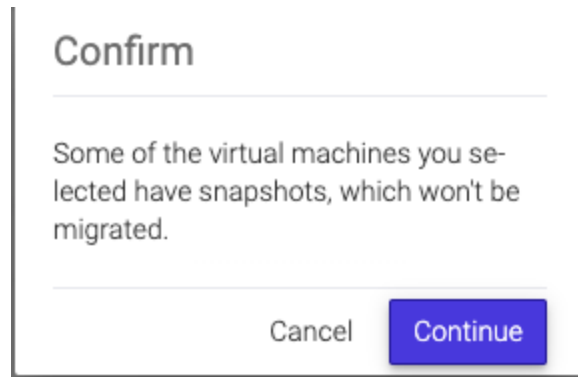 Confirm
Some of the virtual machines you se-
lected have snapshots, which won't be
migrated.
Cancel Continue